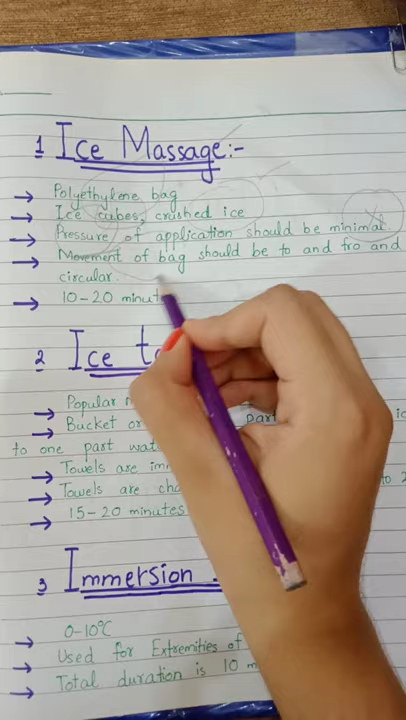 1 Ice Massage:-
→ Polyethylene bag
→ Ice cubes, crushed ice
→ Pressure of application should be minimal
→ Movement of bag should be to and fro and
circular.
→ 10-20
2 Ice
→ Popular
→ Bucket or
to one part
→ Towels are
→ Towels are
→ 15-20 minutes
3 Immersion
→ 0-10°C
→ Used for Extremities of
→ Total duration is 10